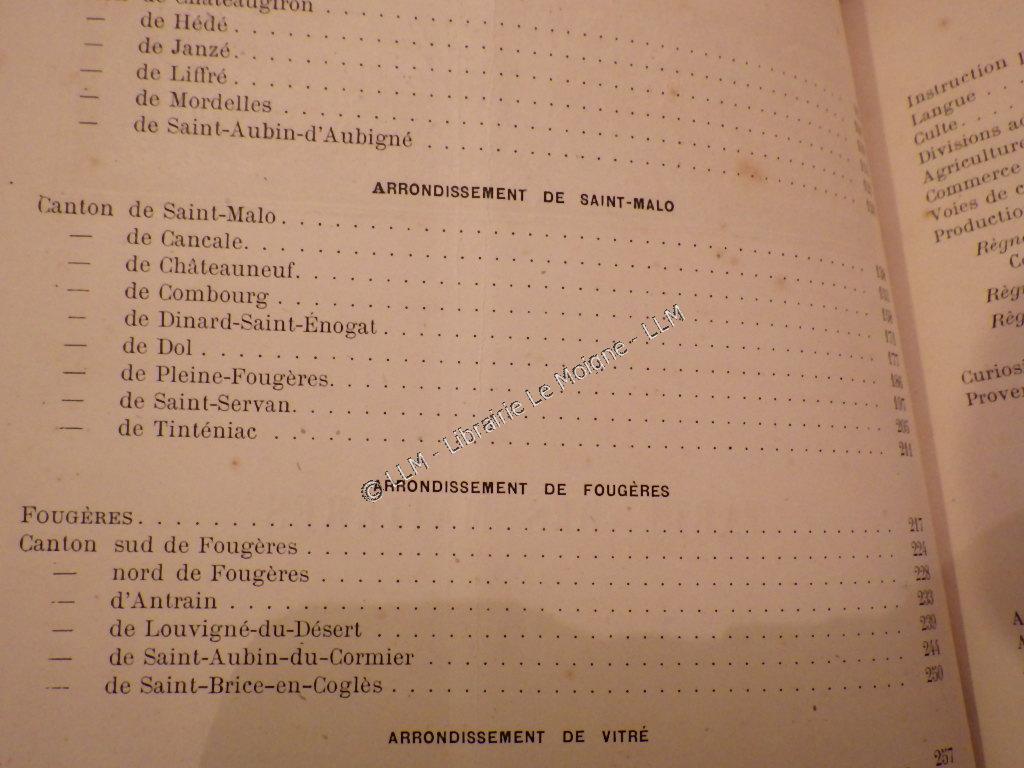 de Châteaugiron
— de Hédé
— de Janzé
— de Liffré
— de Mordelles
— de Saint-Aubin-d'Aubigné
ARRONDISSEMENT DE SAINT-MALO
Canton de Saint-Malo
— de Cancale
— de Châteauneuf
— de Combourg
— de Dinard-Saint-Énogat
— de Dol
— de Pleine-Fougères
— de Saint-Servan
— de Tinténiac 211
© LLM - Librairie Le Moigne - LLM
ARRONDISSEMENT DE FOUGÈRES
FOUGÈRES 217
Canton sud de Fougères 224
— nord de Fougères 228
— d'Antrain 233
— de Louvigné-du-Désert 239
— de Saint-Aubin-du-Cormier 244
— de Saint-Brice-en-Coglès 250
ARRONDISSEMENT DE VITRÉ
257
Instruction
Langue
Culte
Divisions
Agriculture
Commerce
Voies de